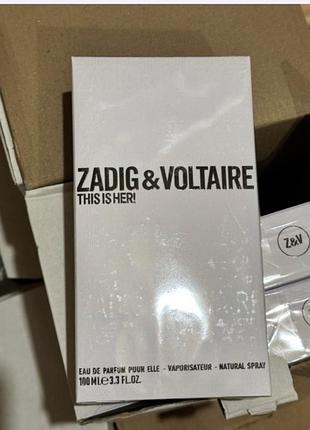 ZADIG & VOLTAIRE
THIS IS HER!
Z&V
EAU DE PARFUM POUR ELLE - VAPORISATEUR - NATURAL SPRAY
100 ML℮3.3 FL.OZ.